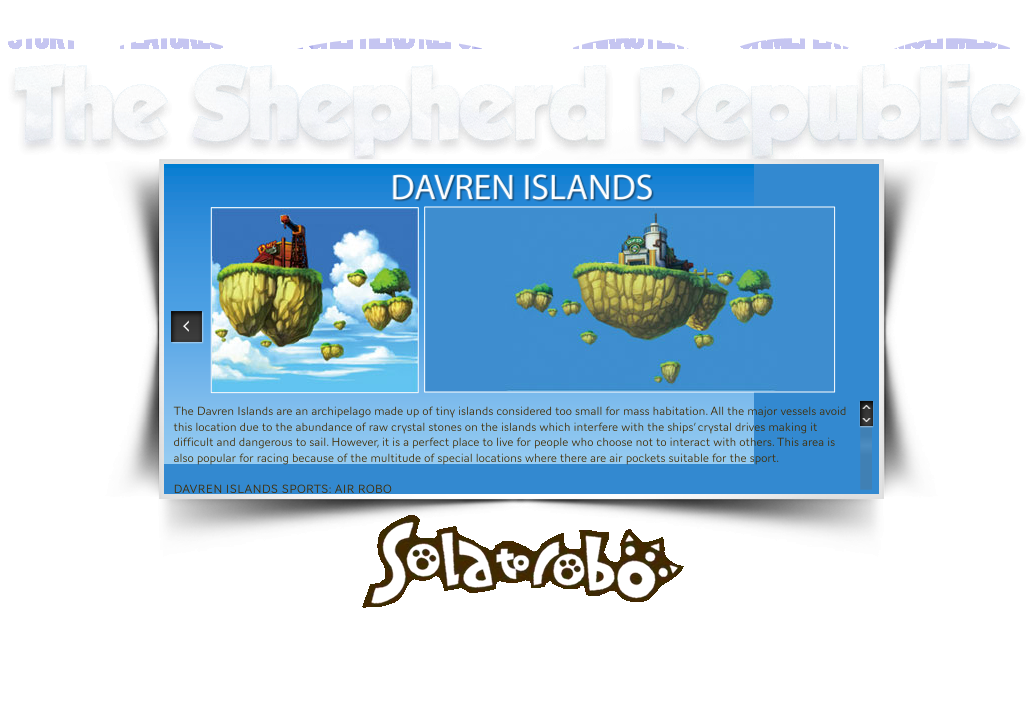 The Shepherd Republic
DAVREN ISLANDS
The Davren Islands are an archipelago made up of tiny islands considered too small for mass habitation. All the major vessels avoid
this location due to the abundance of raw crystal stones on the islands which interfere with the ships' crystal drives making it
difficult and dangerous to sail. However, it is a perfect place to live for people who choose not to interact with others. This area is
also popular for racing because of the multitude of special locations where there are air pockets suitable for the sport.
DAVREN ISLANDS SPORTS: AIR ROBO
Solatorobo